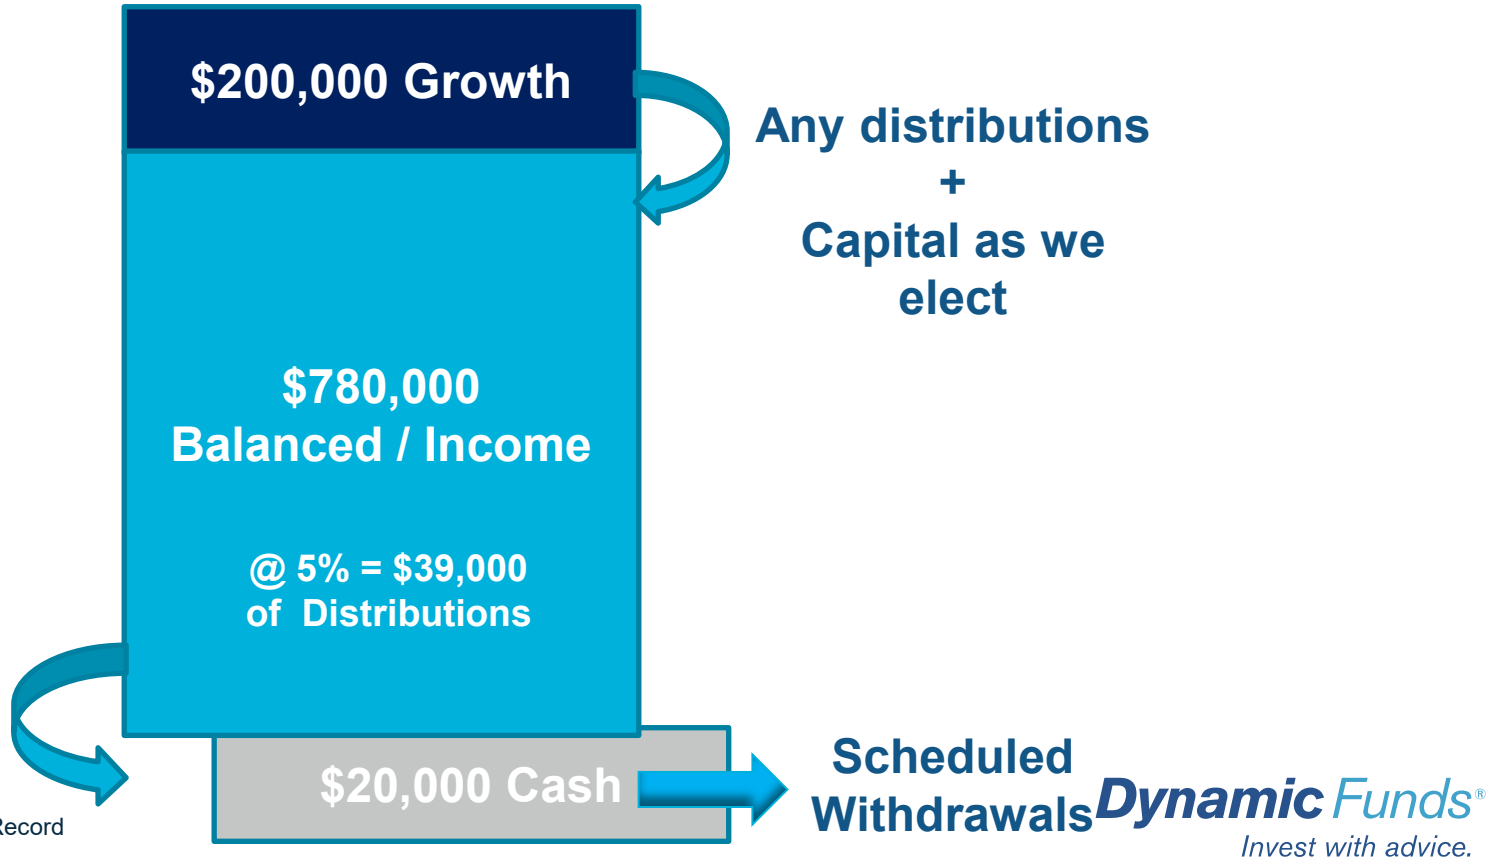 $200,000 Growth
Any distributions
+
Capital as we
elect
$780,000
Balanced / Income
@ 5% = $39,000
of Distributions
$20,000 Cash
Scheduled
Withdrawals
Record
Dynamic Funds®
Invest with advice.